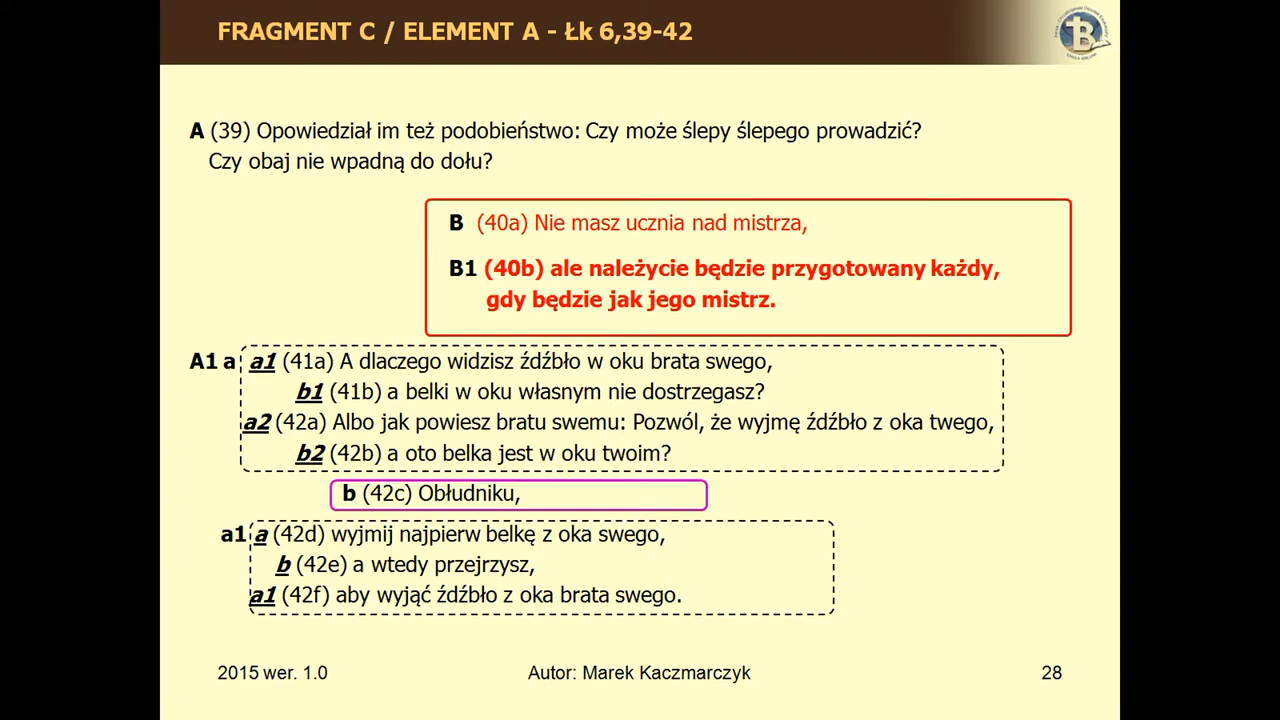 FRAGMENT C / ELEMENT A - Łk 6,39-42
A (39) Opowiedział im też podobieństwo: Czy może ślepy ślepego prowadzić?
Czy obaj nie wpadną do dołu?
B (40a) Nie masz ucznia nad mistrza,
B1 (40b) ale należycie będzie przygotowany każdy,
gdy będzie jak jego mistrz.
A1 a a1 (41a) A dlaczego widzisz źdźbło w oku brata swego,
b1 (41b) a belki w oku własnym nie dostrzegasz?
a2 (42a) Albo jak powiesz bratu swemu: Pozwól, że wyjmę źdźbło z oka twego,
b2 (42b) a oto belka jest w oku twoim?
b (42c) Obłudniku,
a1 a (42d) wyjmij najpierw belkę z oka swego,
b (42e) a wtedy przejrzysz,
a1 (42f) aby wyjąć źdźbło z oka brata swego.
2015 wer. 1.0 Autor: Marek Kaczmarczyk 28